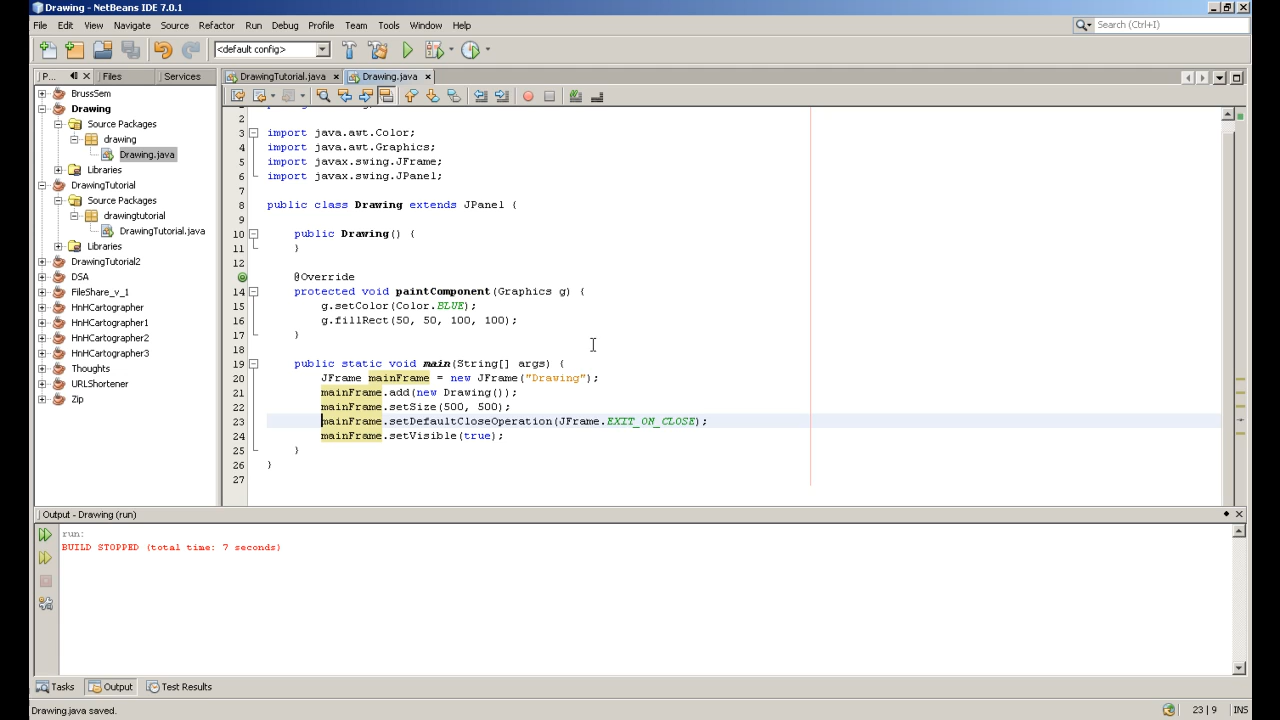 Drawing - NetBeans IDE 7.0.1
File Edit View Navigate Source Refactor Run Debug Profile Team Tools Window Help
Search (Ctrl+I)
<default config>
P... Files Services
DrawingTutorial.java Drawing.java
BrussSem
Drawing
Source Packages
drawing
Drawing.java
Libraries
DrawingTutorial
Source Packages
drawingtutorial
DrawingTutorial.java
Libraries
DrawingTutorial2
DSA
FileShare_v_1
HnHCartographer
HnHCartographer1
HnHCartographer2
HnHCartographer3
Thoughts
URLShortener
Zip
2
3 import java.awt.Color;
4 import java.awt.Graphics;
5 import javax.swing.JFrame;
6 import javax.swing.JPanel;
7
8 public class Drawing extends JPanel {
9
10 public Drawing() {
11 }
12
@Override
14 protected void paintComponent(Graphics g) {
15 g.setColor(Color.BLUE);
16 g.fillRect(50, 50, 100, 100);
17 }
18
19 public static void main(String[] args) {
20 JFrame mainFrame = new JFrame("Drawing");
21 mainFrame.add(new Drawing());
22 mainFrame.setSize(500, 500);
23 mainFrame.setDefaultCloseOperation(JFrame.EXIT_ON_CLOSE);
24 mainFrame.setVisible(true);
25 }
26 }
27
Output - Drawing (run)
run:
BUILD STOPPED (total time: 7 seconds)
Tasks Output Test Results
Drawing.java saved.
23 | 9 INS